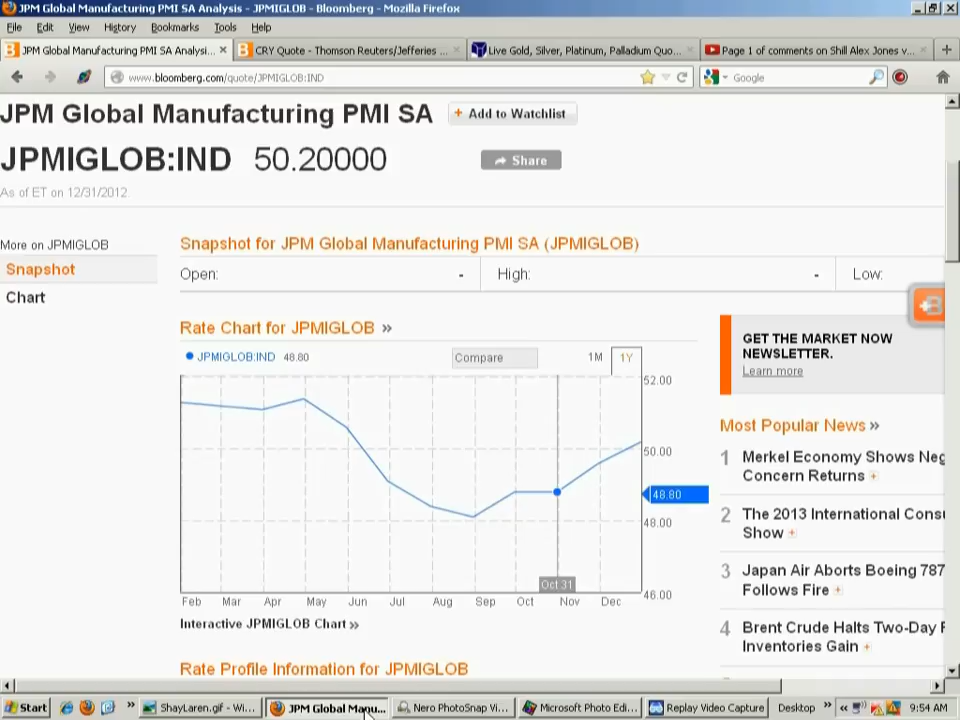 JPM Global Manufacturing PMI SA Analysis - JPMIGLOB - Bloomberg - Mozilla Firefox
File Edit View History Bookmarks Tools Help
JPM Global Manufacturing PMI SA Analysi... × CRY Quote - Thomson Reuters/Jefferies ... × Live Gold, Silver, Platinum, Palladium Quo... × Page 1 of comments on Shill Alex Jones v... ×
www.bloomberg.com/quote/JPMIGLOB:IND Google
JPM Global Manufacturing PMI SA + Add to Watchlist
JPMIGLOB:IND 50.20000 Share
As of ET on 12/31/2012.
More on JPMIGLOB
Snapshot
Chart
Snapshot for JPM Global Manufacturing PMI SA (JPMIGLOB)
Open: - High: - Low:
Rate Chart for JPMIGLOB »
JPMIGLOB:IND 48.80 Compare 1M 1Y
52.00
50.00
48.80
48.00
46.00
Oct 31
Feb Mar Apr May Jun Jul Aug Sep Oct Nov Dec
Interactive JPMIGLOB Chart »
Rate Profile Information for JPMIGLOB
GET THE MARKET NOW
NEWSLETTER.
Learn more
Most Popular News »
1 Merkel Economy Shows Neg
Concern Returns +
2 The 2013 International Consu
Show +
3 Japan Air Aborts Boeing 787
Follows Fire +
4 Brent Crude Halts Two-Day F
Inventories Gain +
Start » ShayLaren.gif - Wi... JPM Global Manu... Nero PhotoSnap Vi... Microsoft Photo Edi... Replay Video Capture Desktop » « 9:54 AM